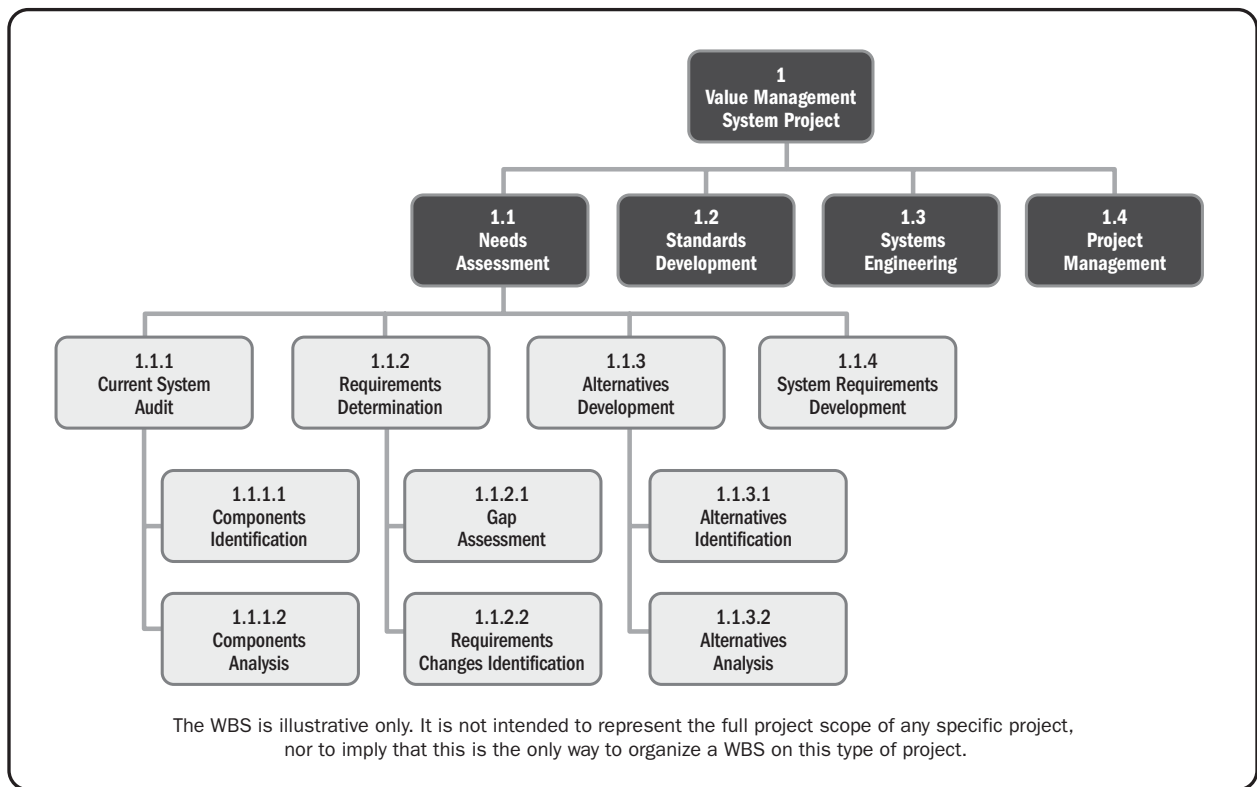 1
Value Management
System Project
1.1
Needs
Assessment
1.2
Standards
Development
1.3
Systems
Engineering
1.4
Project
Management
1.1.1
Current System
Audit
1.1.2
Requirements
Determination
1.1.3
Alternatives
Development
1.1.4
System Requirements
Development
1.1.1.1
Components
Identification
1.1.2.1
Gap
Assessment
1.1.3.1
Alternatives
Identification
1.1.1.2
Components
Analysis
1.1.2.2
Requirements
Changes Identification
1.1.3.2
Alternatives
Analysis
The WBS is illustrative only. It is not intended to represent the full project scope of any specific project,
nor to imply that this is the only way to organize a WBS on this type of project.